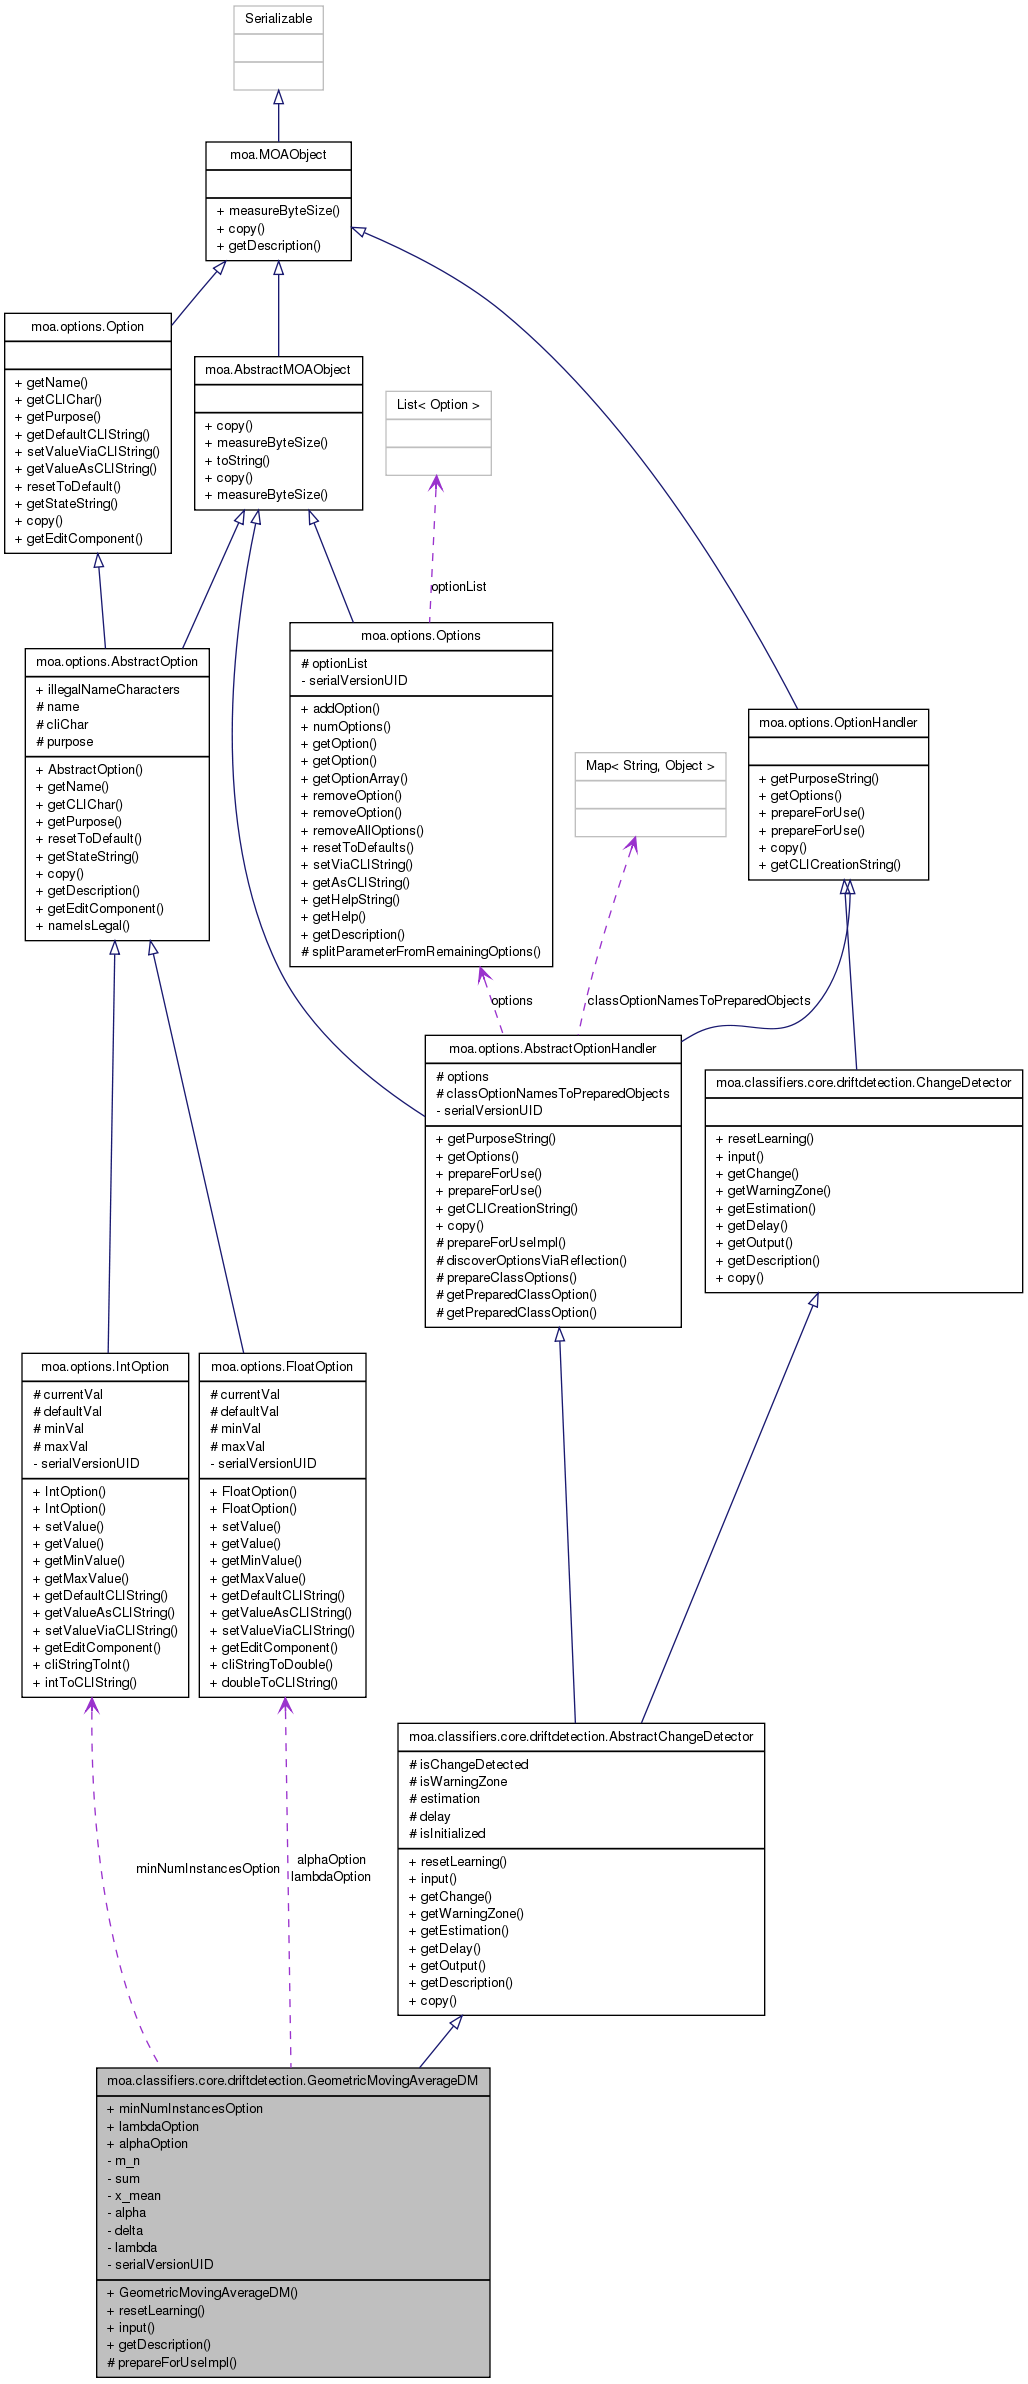 Serializable
moa.MOAObject
+ measureByteSize()
+ copy()
+ getDescription()
moa.options.Option
+ getName()
+ getCLIChar()
+ getPurpose()
+ getDefaultCLIString()
+ setValueViaCLIString()
+ getValueAsCLIString()
+ resetToDefault()
+ getStateString()
+ copy()
+ getEditComponent()
moa.AbstractMOAObject
+ copy()
+ measureByteSize()
+ toString()
+ copy()
+ measureByteSize()
List< Option >
optionList
moa.options.AbstractOption
+ illegalNameCharacters
# name
# cliChar
# purpose
+ AbstractOption()
+ getName()
+ getCLIChar()
+ getPurpose()
+ resetToDefault()
+ getStateString()
+ copy()
+ getDescription()
+ getEditComponent()
+ nameIsLegal()
moa.options.Options
# optionList
- serialVersionUID
+ addOption()
+ numOptions()
+ getOption()
+ getOption()
+ getOptionArray()
+ removeOption()
+ removeOption()
+ removeAllOptions()
+ resetToDefaults()
+ setViaCLIString()
+ getAsCLIString()
+ getHelpString()
+ getHelp()
+ getDescription()
# splitParameterFromRemainingOptions()
Map< String, Object >
moa.options.OptionHandler
+ getPurposeString()
+ getOptions()
+ prepareForUse()
+ prepareForUse()
+ copy()
+ getCLICreationString()
options
classOptionNamesToPreparedObjects
moa.options.AbstractOptionHandler
# options
# classOptionNamesToPreparedObjects
- serialVersionUID
+ getPurposeString()
+ getOptions()
+ prepareForUse()
+ prepareForUse()
+ getCLICreationString()
+ copy()
# prepareForUseImpl()
# discoverOptionsViaReflection()
# prepareClassOptions()
# getPreparedClassOption()
# getPreparedClassOption()
moa.classifiers.core.driftdetection.ChangeDetector
+ resetLearning()
+ input()
+ getChange()
+ getWarningZone()
+ getEstimation()
+ getDelay()
+ getOutput()
+ getDescription()
+ copy()
moa.options.IntOption
# currentVal
# defaultVal
# minVal
# maxVal
- serialVersionUID
+ IntOption()
+ IntOption()
+ setValue()
+ getValue()
+ getMinValue()
+ getMaxValue()
+ getDefaultCLIString()
+ getValueAsCLIString()
+ setValueViaCLIString()
+ getEditComponent()
+ cliStringToInt()
+ intToCLIString()
moa.options.FloatOption
# currentVal
# defaultVal
# minVal
# maxVal
- serialVersionUID
+ FloatOption()
+ FloatOption()
+ setValue()
+ getValue()
+ getMinValue()
+ getMaxValue()
+ getDefaultCLIString()
+ getValueAsCLIString()
+ setValueViaCLIString()
+ getEditComponent()
+ cliStringToDouble()
+ doubleToCLIString()
moa.classifiers.core.driftdetection.AbstractChangeDetector
# isChangeDetected
# isWarningZone
# estimation
# delay
# isInitialized
+ resetLearning()
+ input()
+ getChange()
+ getWarningZone()
+ getEstimation()
+ getDelay()
+ getOutput()
+ getDescription()
+ copy()
minNumInstancesOption
alphaOption
lambdaOption
moa.classifiers.core.driftdetection.GeometricMovingAverageDM
+ minNumInstancesOption
+ lambdaOption
+ alphaOption
- m_n
- sum
- x_mean
- alpha
- delta
- lambda
- serialVersionUID
+ GeometricMovingAverageDM()
+ resetLearning()
+ input()
+ getDescription()
# prepareForUseImpl()